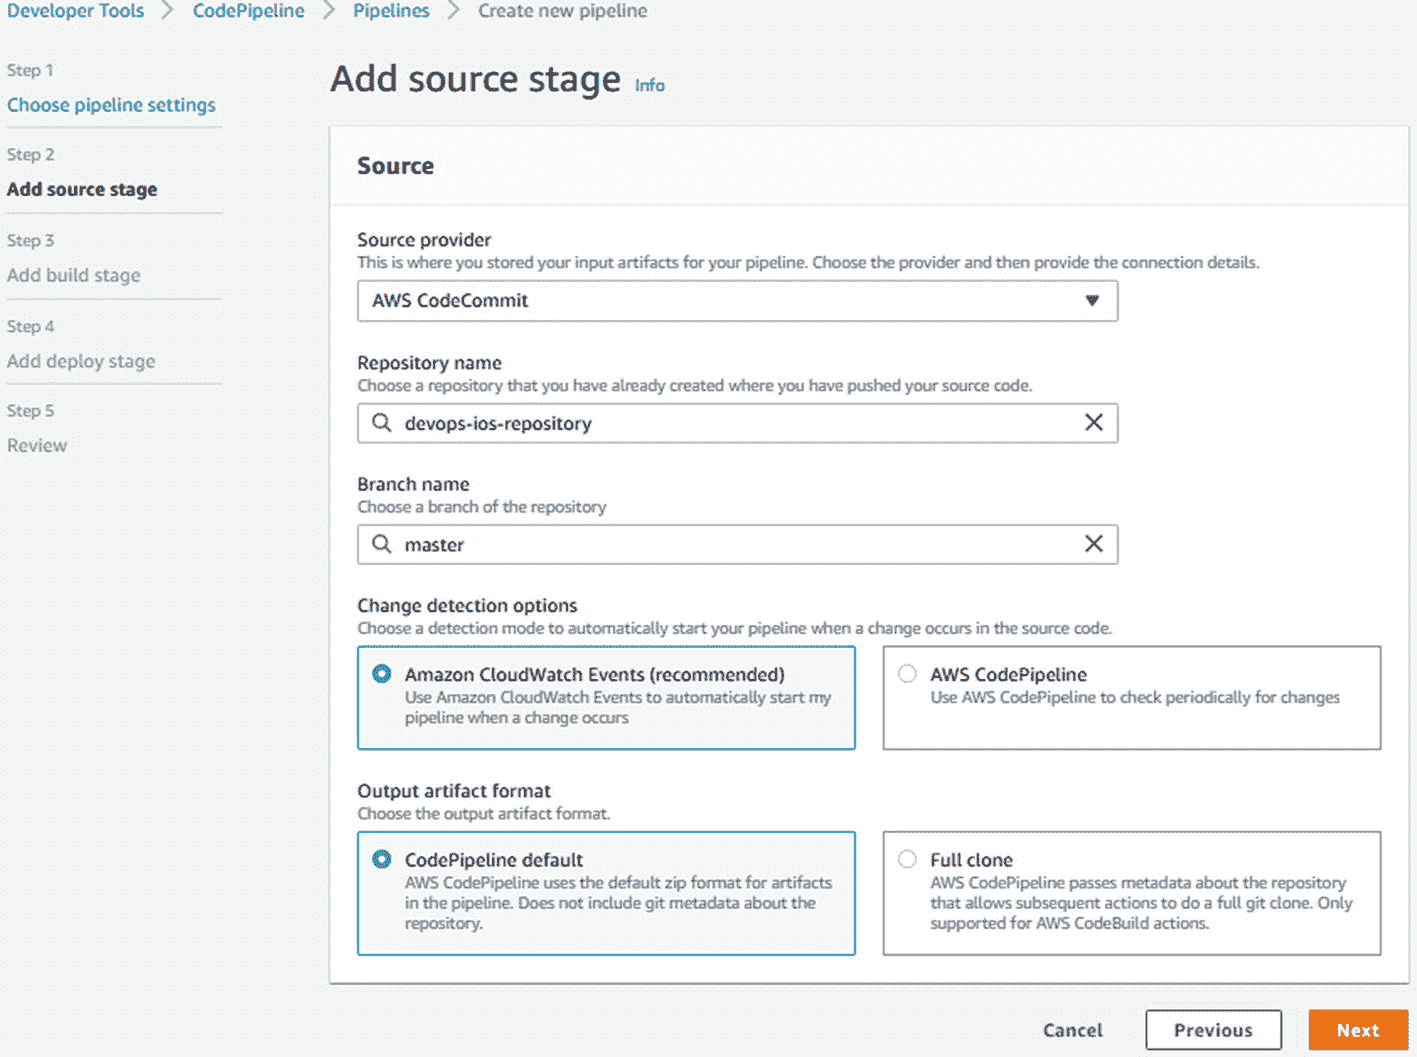 Developer Tools > CodePipeline > Pipelines > Create new pipeline
Step 1
Choose pipeline settings
Step 2
Add source stage
Step 3
Add build stage
Step 4
Add deploy stage
Step 5
Review
Add source stage Info
Source
Source provider
This is where you stored your input artifacts for your pipeline. Choose the provider and then provide the connection details.
AWS CodeCommit
Repository name
Choose a repository that you have already created where you have pushed your source code.
devops-ios-repository
Branch name
Choose a branch of the repository
master
Change detection options
Choose a detection mode to automatically start your pipeline when a change occurs in the source code.
Amazon CloudWatch Events (recommended)
Use Amazon CloudWatch Events to automatically start my
pipeline when a change occurs
AWS CodePipeline
Use AWS CodePipeline to check periodically for changes
Output artifact format
Choose the output artifact format.
CodePipeline default
AWS CodePipeline uses the default zip format for artifacts
in the pipeline. Does not include git metadata about the
repository.
Full clone
AWS CodePipeline passes metadata about the repository
that allows subsequent actions to do a full git clone. Only
supported for AWS CodeBuild actions.
Cancel
Previous
Next